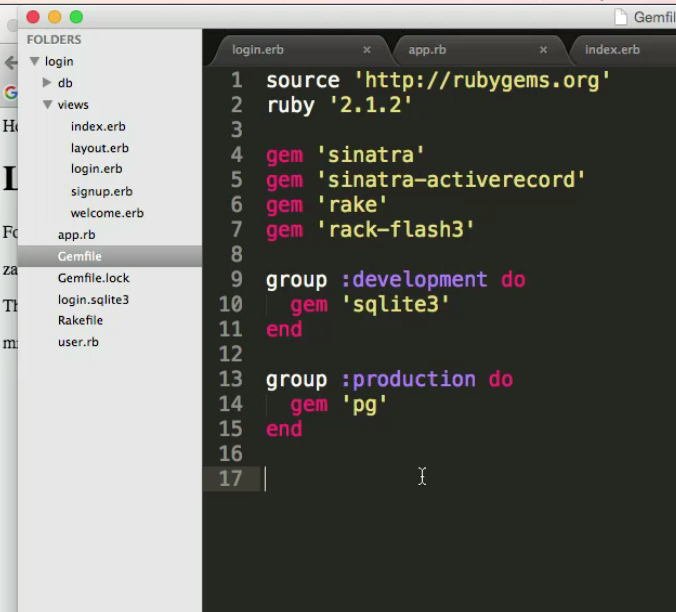 Gemfil
FOLDERS
login
db
views
index.erb
layout.erb
login.erb
signup.erb
welcome.erb
app.rb
Gemfile
Gemfile.lock
login.sqlite3
Rakefile
user.rb
login.erb × app.rb × index.erb
1 source 'http://rubygems.org'
2 ruby '2.1.2'
3
4 gem 'sinatra'
5 gem 'sinatra-activerecord'
6 gem 'rake'
7 gem 'rack-flash3'
8
9 group :development do
10 gem 'sqlite3'
11 end
12
13 group :production do
14 gem 'pg'
15 end
16
17